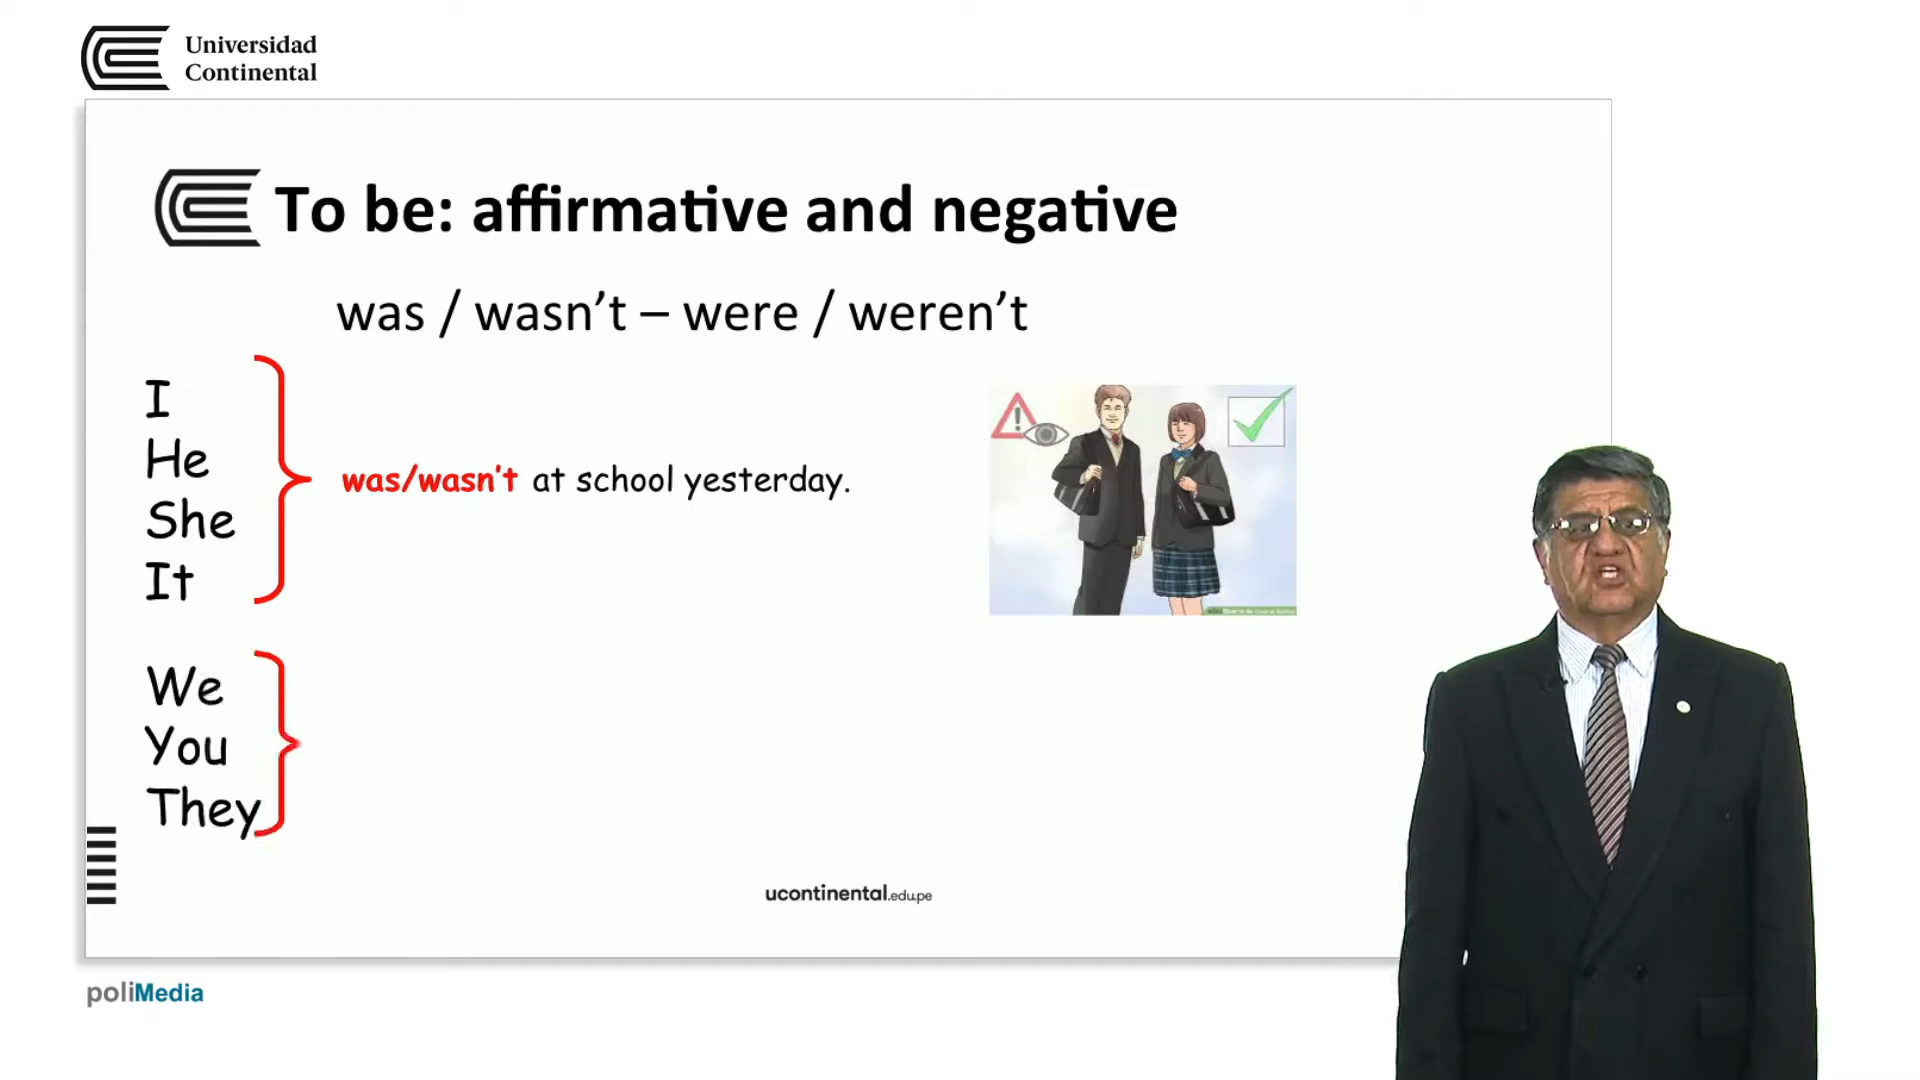 Universidad
Continental
To be: affirmative and negative
was / wasn't – were / weren't
I
He
She
It
was/wasn't at school yesterday.
We
You
They
ucontinental.edu.pe
poliMedia